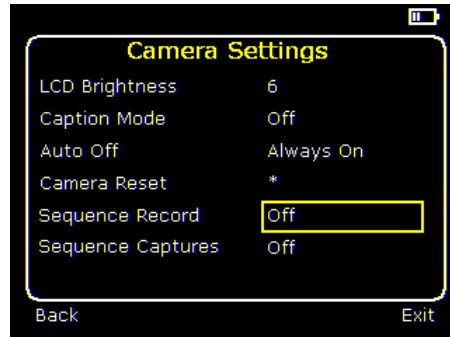 Camera Settings
LCD Brightness 6
Caption Mode Off
Auto Off Always On
Camera Reset *
Sequence Record Off
Sequence Captures Off
Back Exit